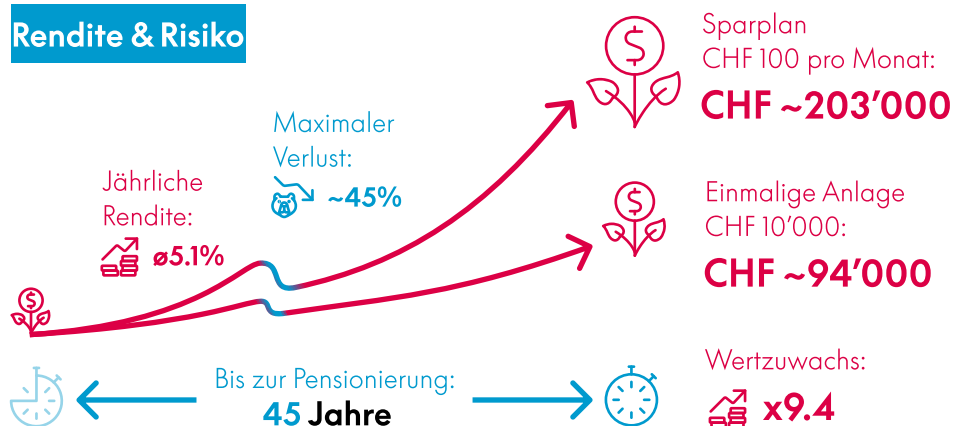 Rendite & Risiko
Sparplan
CHF 100 pro Monat:
CHF ~203’000
Maximaler
Verlust:
~45%
Jährliche
Rendite:
ø5.1%
Einmalige Anlage
CHF 10’000:
CHF ~94’000
Bis zur Pensionierung:
45 Jahre
Wertzuwachs:
x9.4